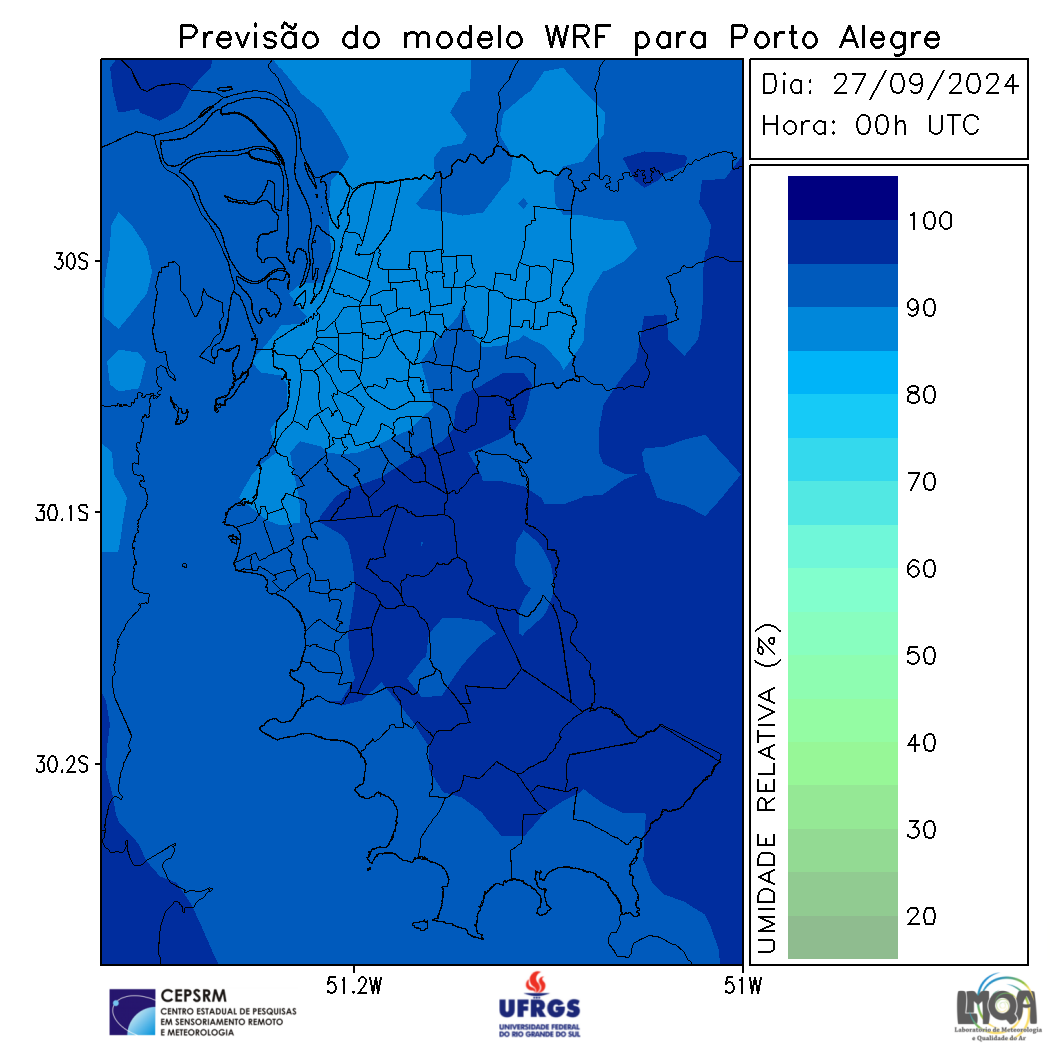 Previsão do modelo WRF para Porto Alegre
Dia: 27/09/2024
Hora: 00h UTC
30S
30.1S
30.2S
51.2W
51W
UMIDADE RELATIVA (%)
100
90
80
70
60
50
40
30
20
CEPSRM
CENTRO ESTADUAL DE PESQUISAS
EM SENSORIAMENTO REMOTO
E METEOROLOGIA
UFRGS
UNIVERSIDADE FEDERAL
DO RIO GRANDE DO SUL
LMQA
Laboratório de Meteorologia
e Qualidade do Ar